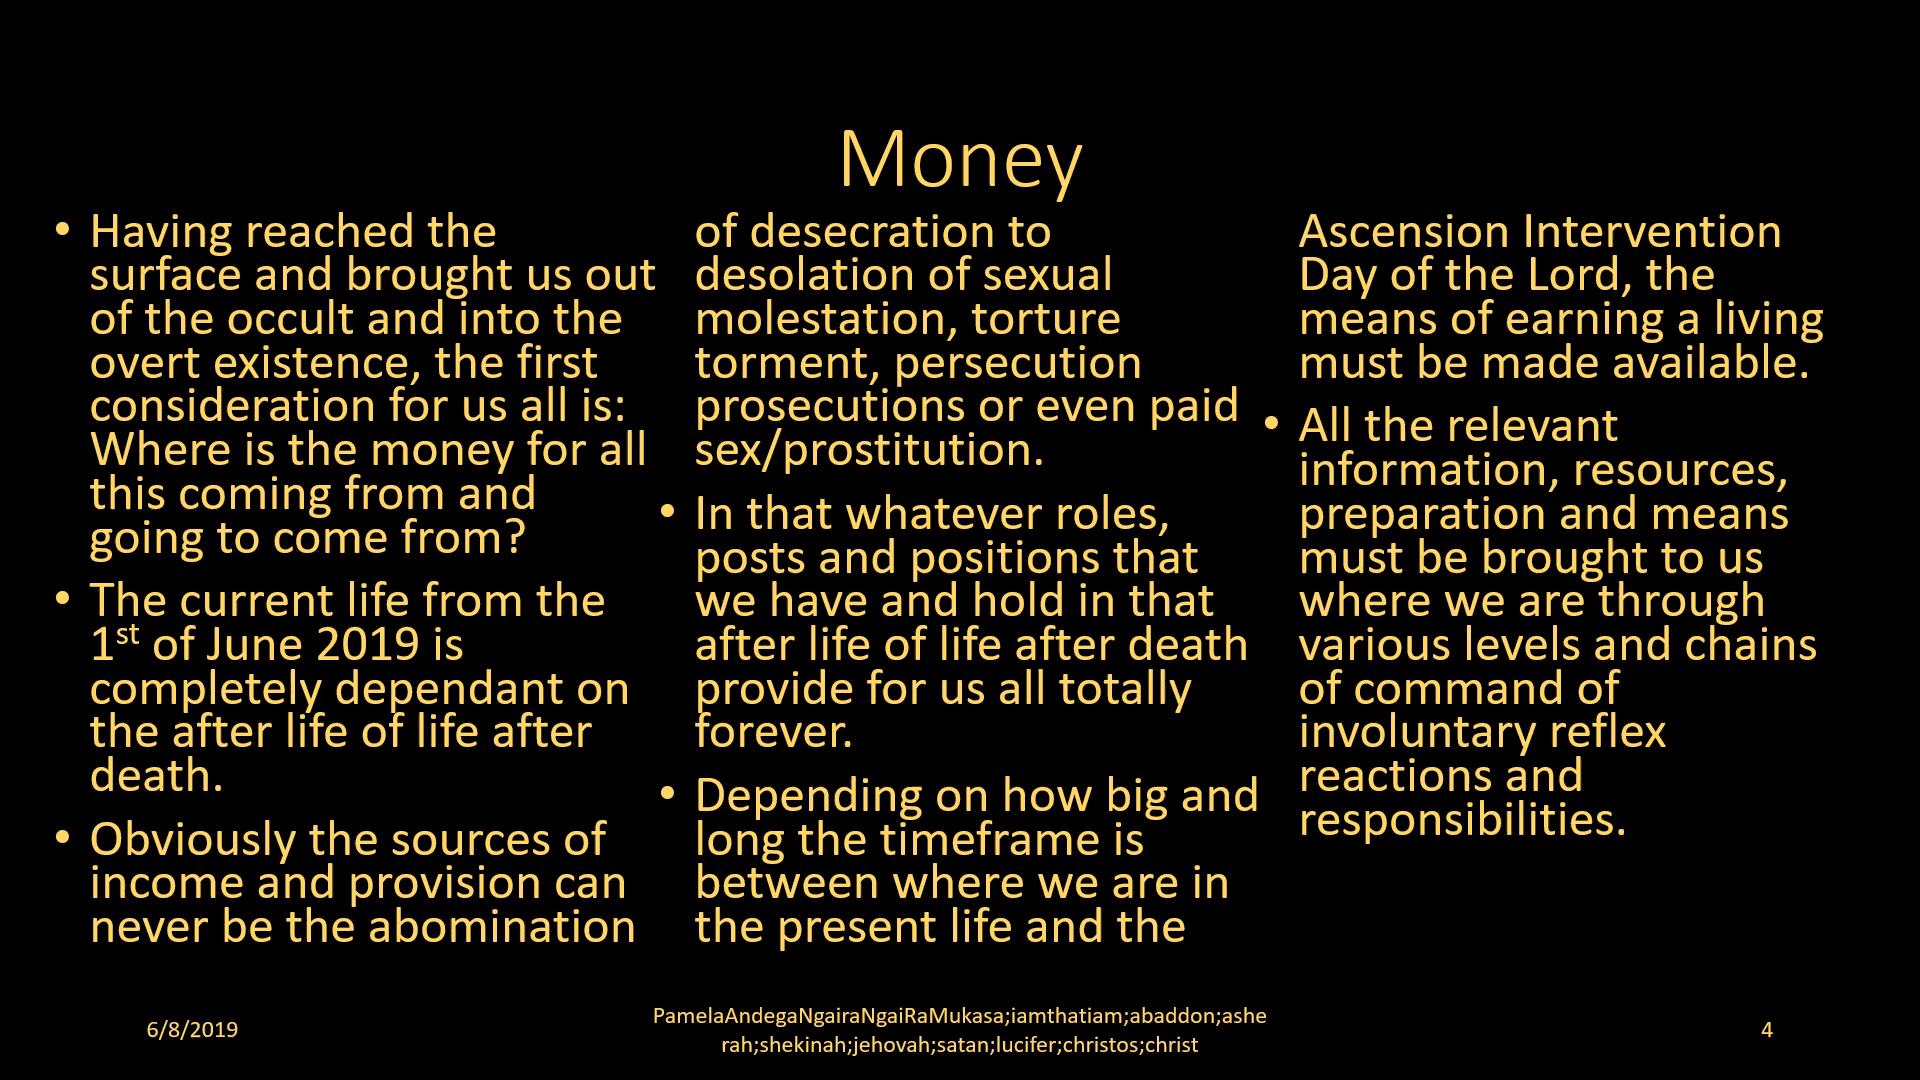 Money
• Having reached the
surface and brought us out
of the occult and into the
overt existence, the first
consideration for us all is:
Where is the money for all
this coming from and
going to come from?
• The current life from the
1st of June 2019 is
completely dependant on
the after life of life after
death.
• Obviously the sources of
income and provision can
never be the abomination
of desecration to
desolation of sexual
molestation, torture
torment, persecution
prosecutions or even paid
sex/prostitution.
• In that whatever roles,
posts and positions that
we have and hold in that
after life of life after death
provide for us all totally
forever.
• Depending on how big and
long the timeframe is
between where we are in
the present life and the
Ascension Intervention
Day of the Lord, the
means of earning a living
must be made available.
• All the relevant
information, resources,
preparation and means
must be brought to us
where we are through
various levels and chains
of command of
involuntary reflex
reactions and
responsibilities.
6/8/2019
PamelaAndegaNgairaNgaiRaMukasa;iamthatiam;abaddon;ashe
rah;shekinah;jehovah;satan;lucifer;christos;christ
4